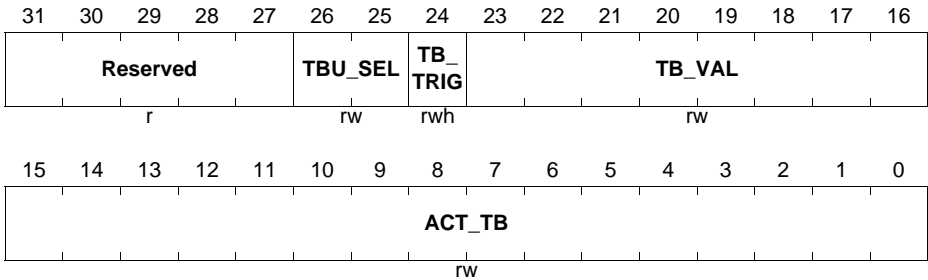 31 30 29 28 27 26 25 24 23 22 21 20 19 18 17 16
Reserved TBU_SEL TB_ TRIG TB_VAL
r rw rwh rw
15 14 13 12 11 10 9 8 7 6 5 4 3 2 1 0
ACT_TB
rw